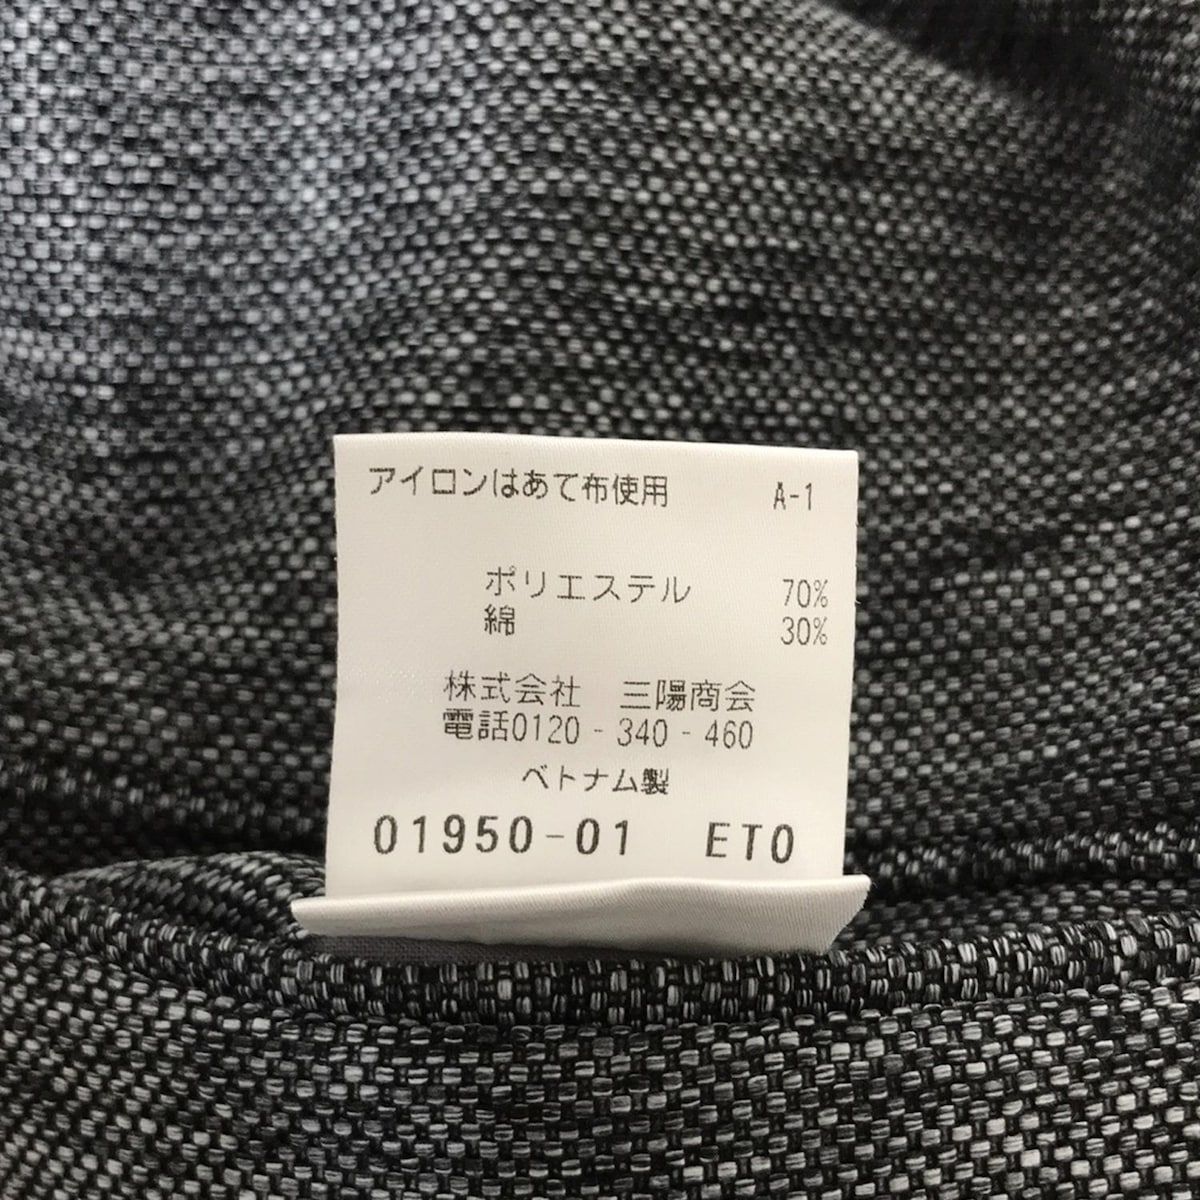 アイロンはあて布使用 A-1
ポリエステル 70%
綿 30%
株式会社 三陽商会
電話0120-340-460
ベトナム製
01950-01 ET0